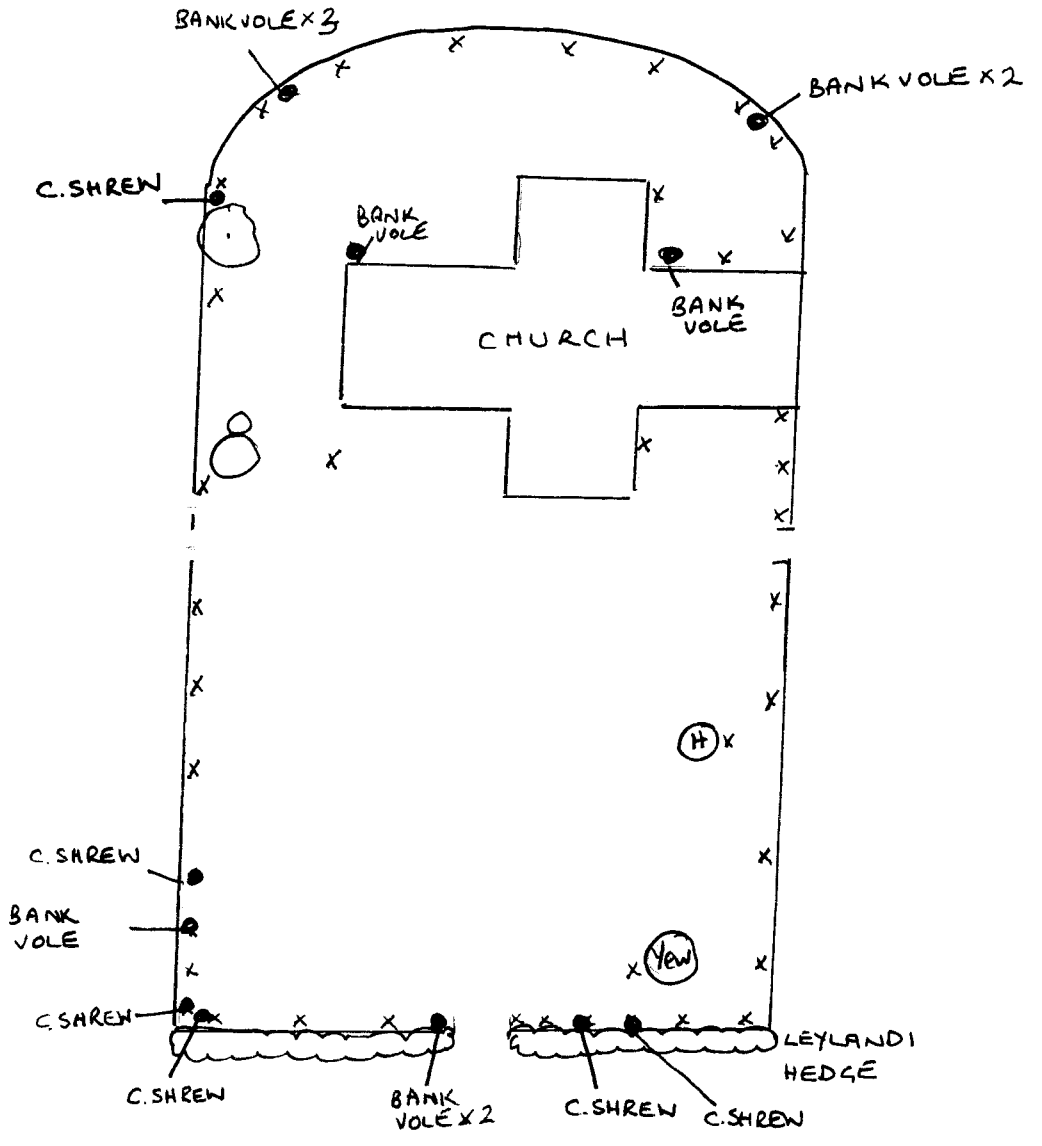 BANK VOLE x 3
BANK VOLE x 2
C. SHREW
BANK
VOLE
BANK
VOLE
CHURCH
H
C. SHREW
BANK
VOLE
Yew
C. SHREW
LEYLANDI
HEDGE
C. SHREW
BANK
VOLE x 2
C. SHREW
C. SHREW